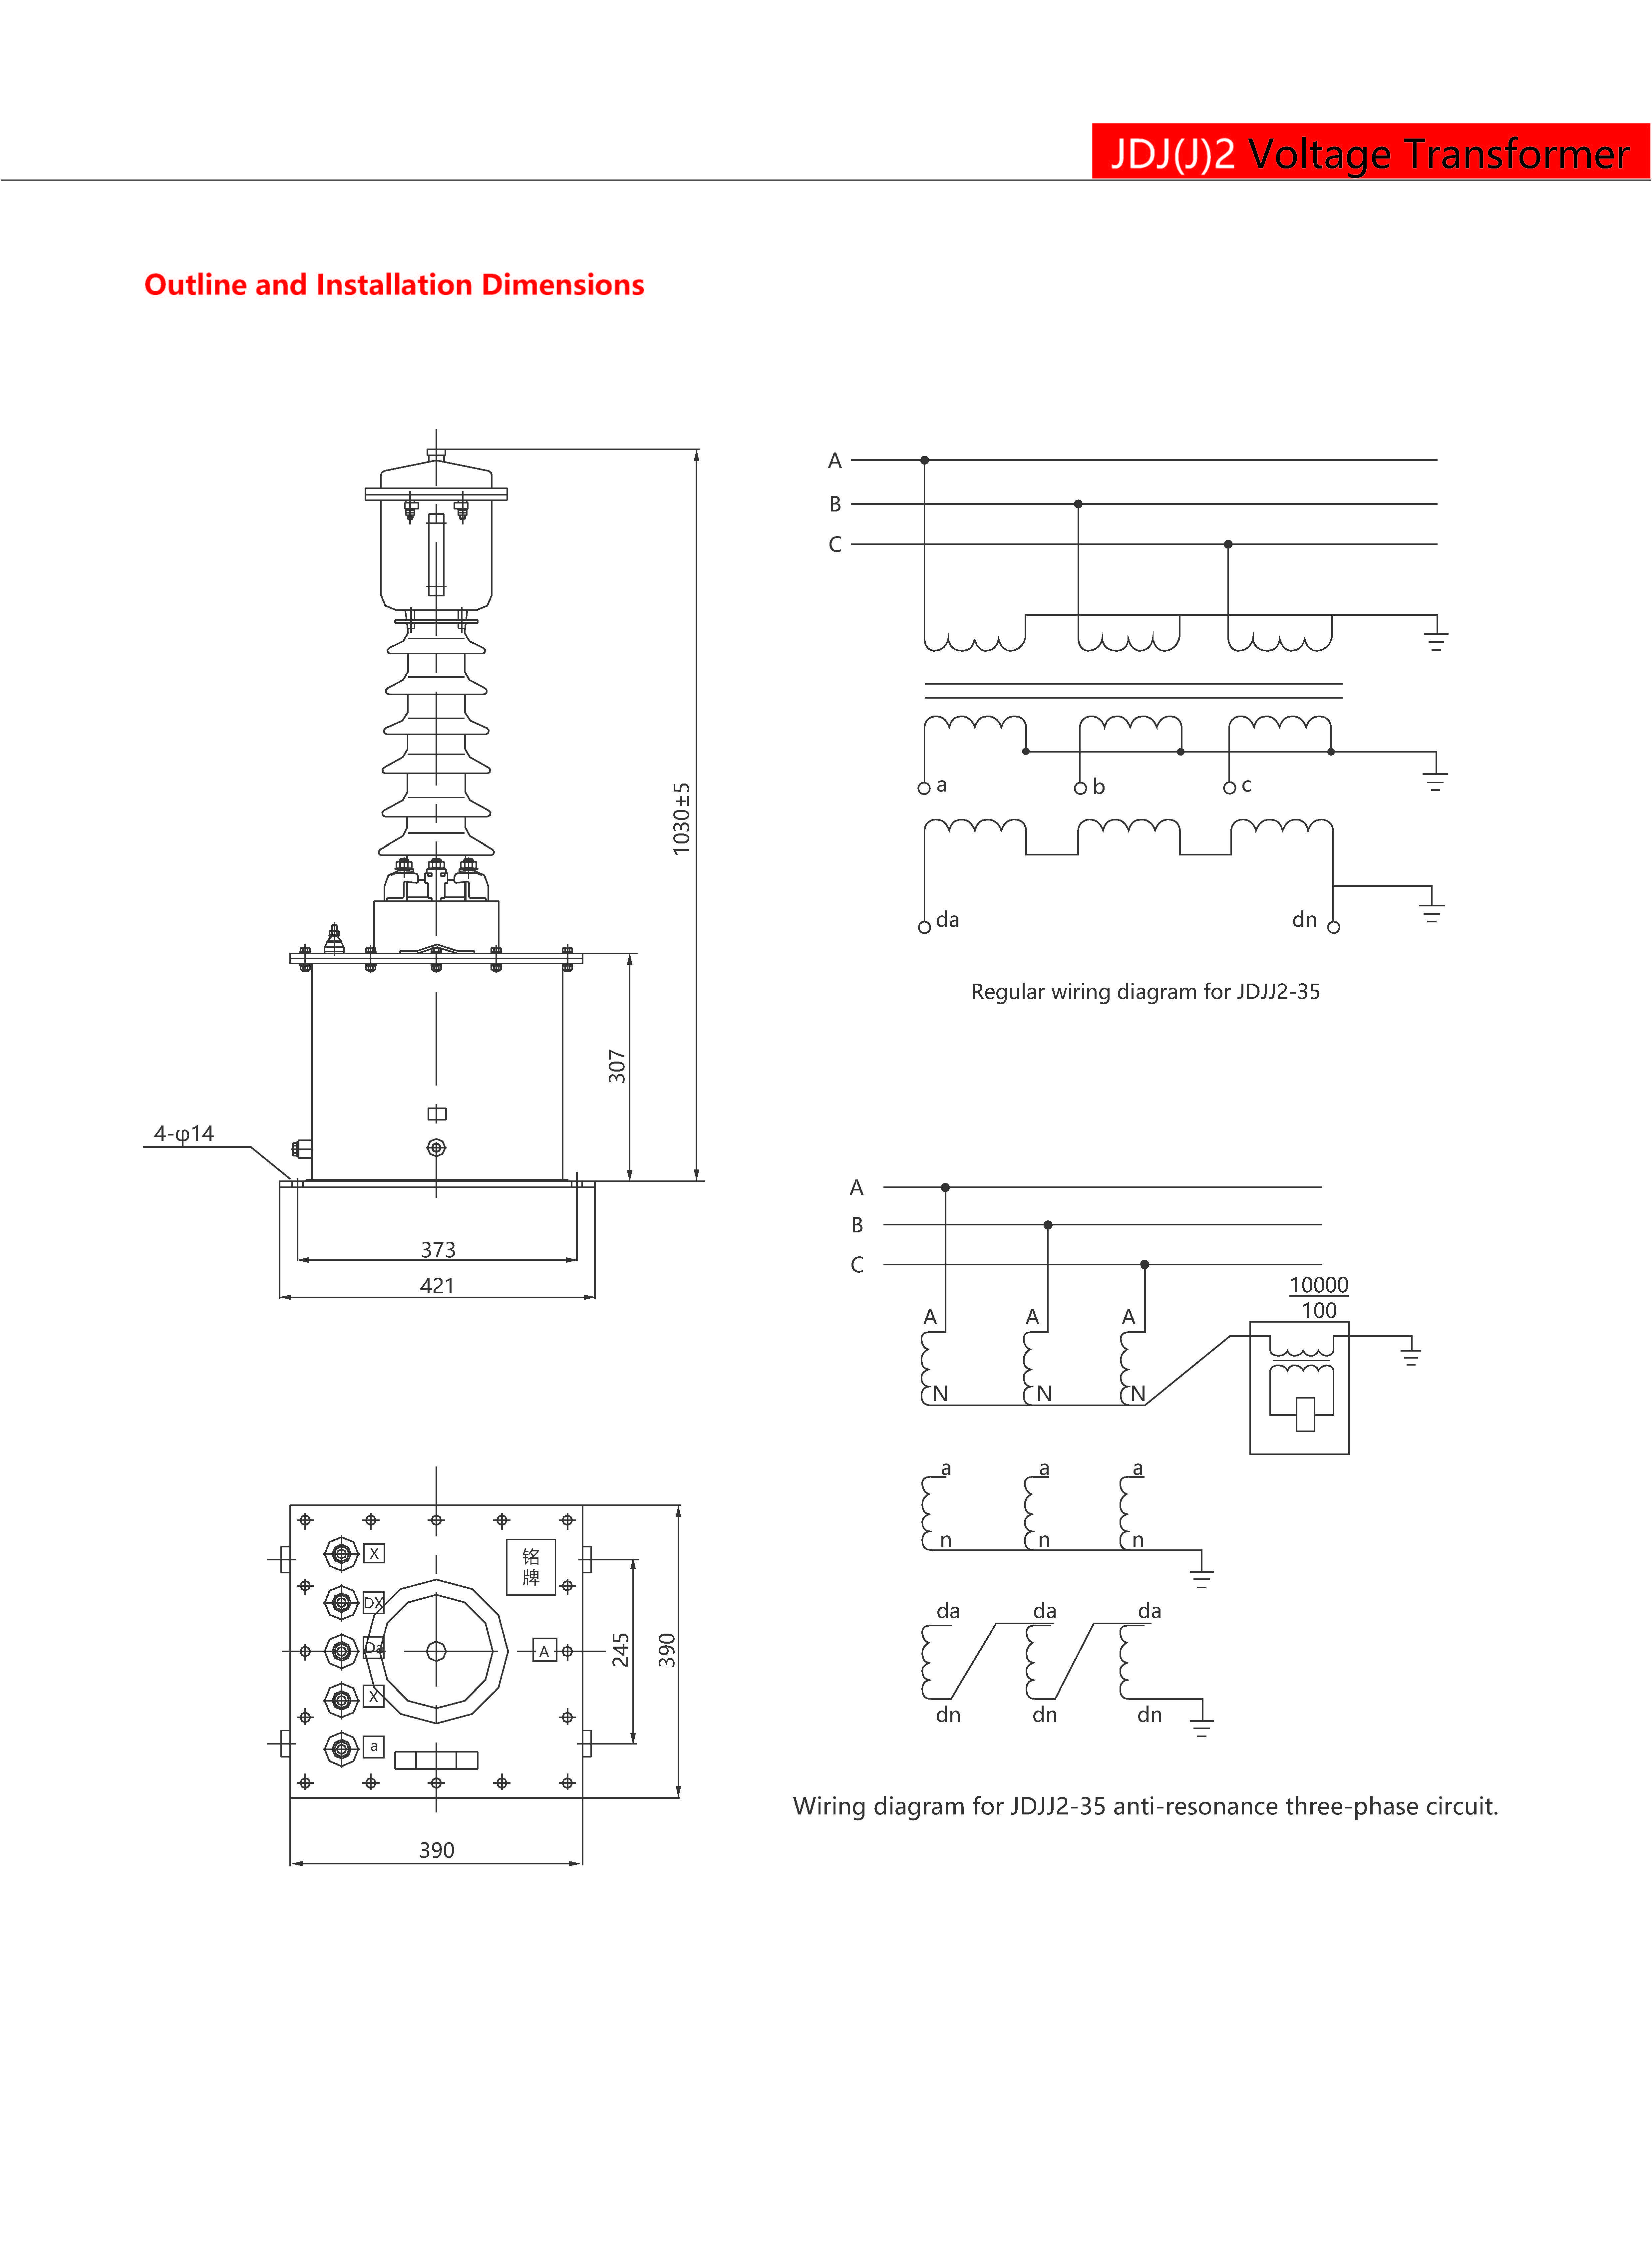 JDJ(J)2 Voltage Transformer
Outline and Installation Dimensions
1030±5
307
4-φ14
373
421
X
DX
Da
X
a
铭
牌
A
245
390
390
A
B
C
a
b
c
da
dn
Regular wiring diagram for JDJJ2-35
A
B
C
10000
100
A
A
A
N
N
N
a
a
a
n
n
n
da
da
da
dn
dn
dn
Wiring diagram for JDJJ2-35 anti-resonance three-phase circuit.